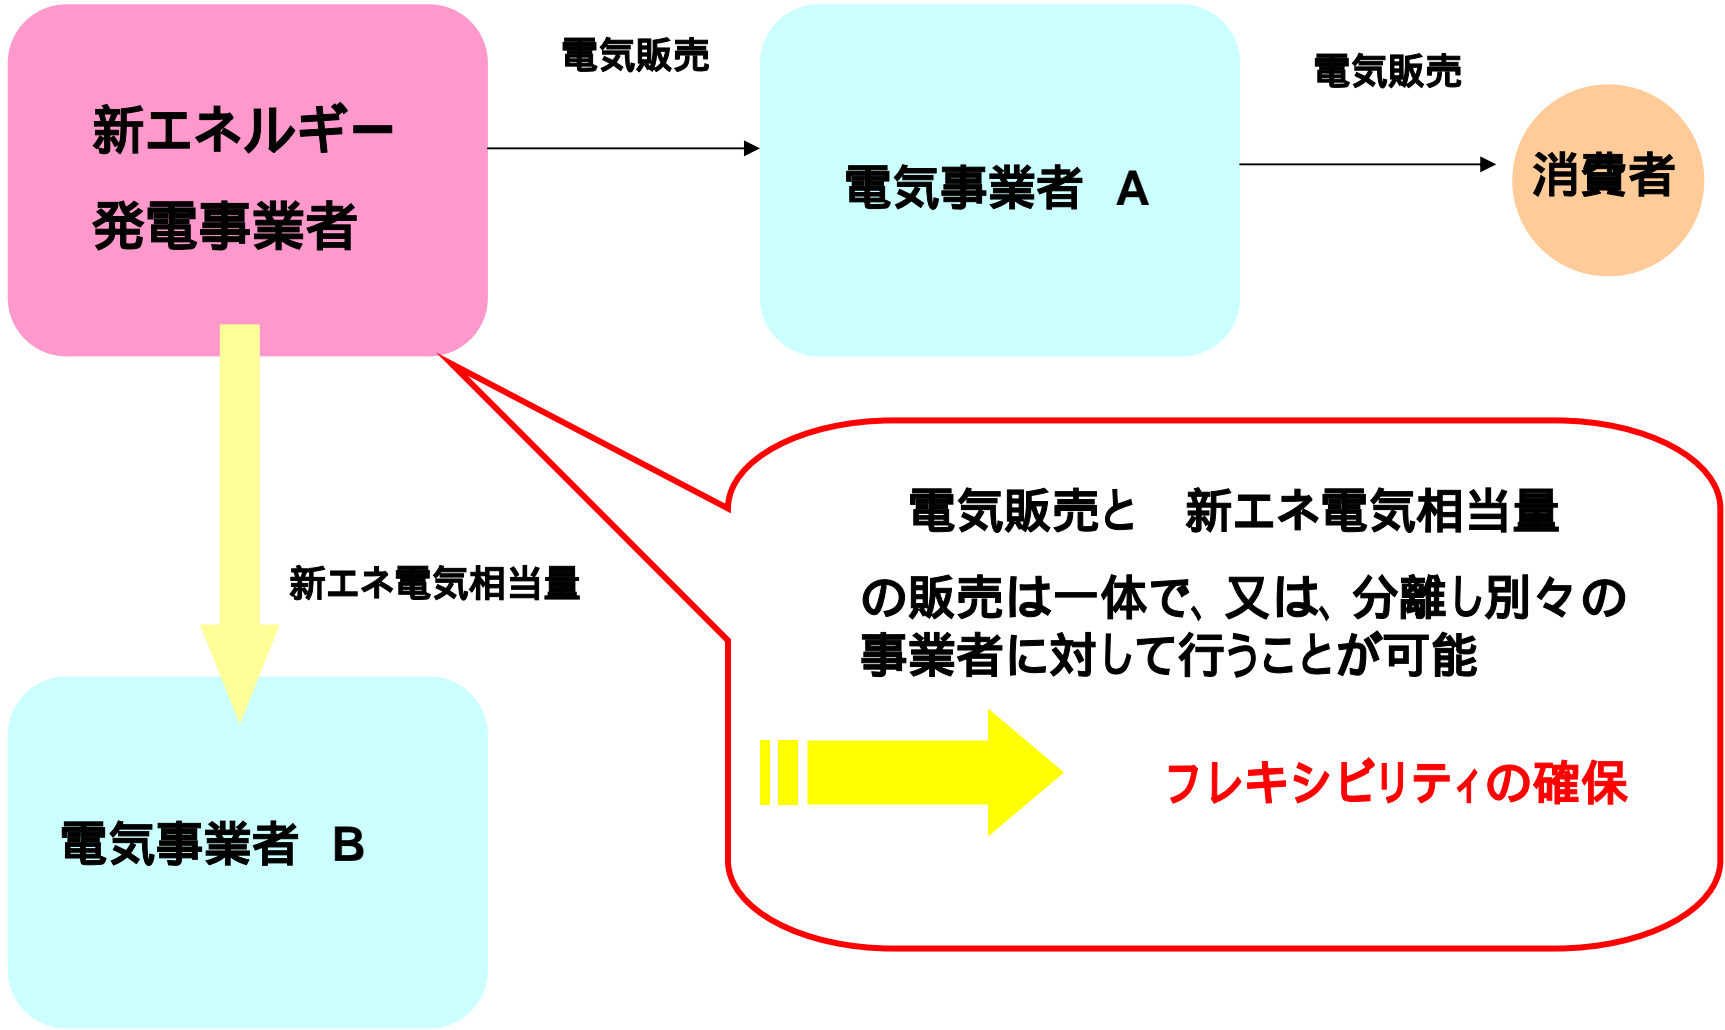 新エネルギー
発電事業者
電気販売
電気事業者 A
電気販売
消費者
新エネ電気相当量
電気事業者 B
電気販売と 新エネ電気相当量
の販売は一体で、又は、分離し別々の
事業者に対して行うことが可能
フレキシビリティの確保